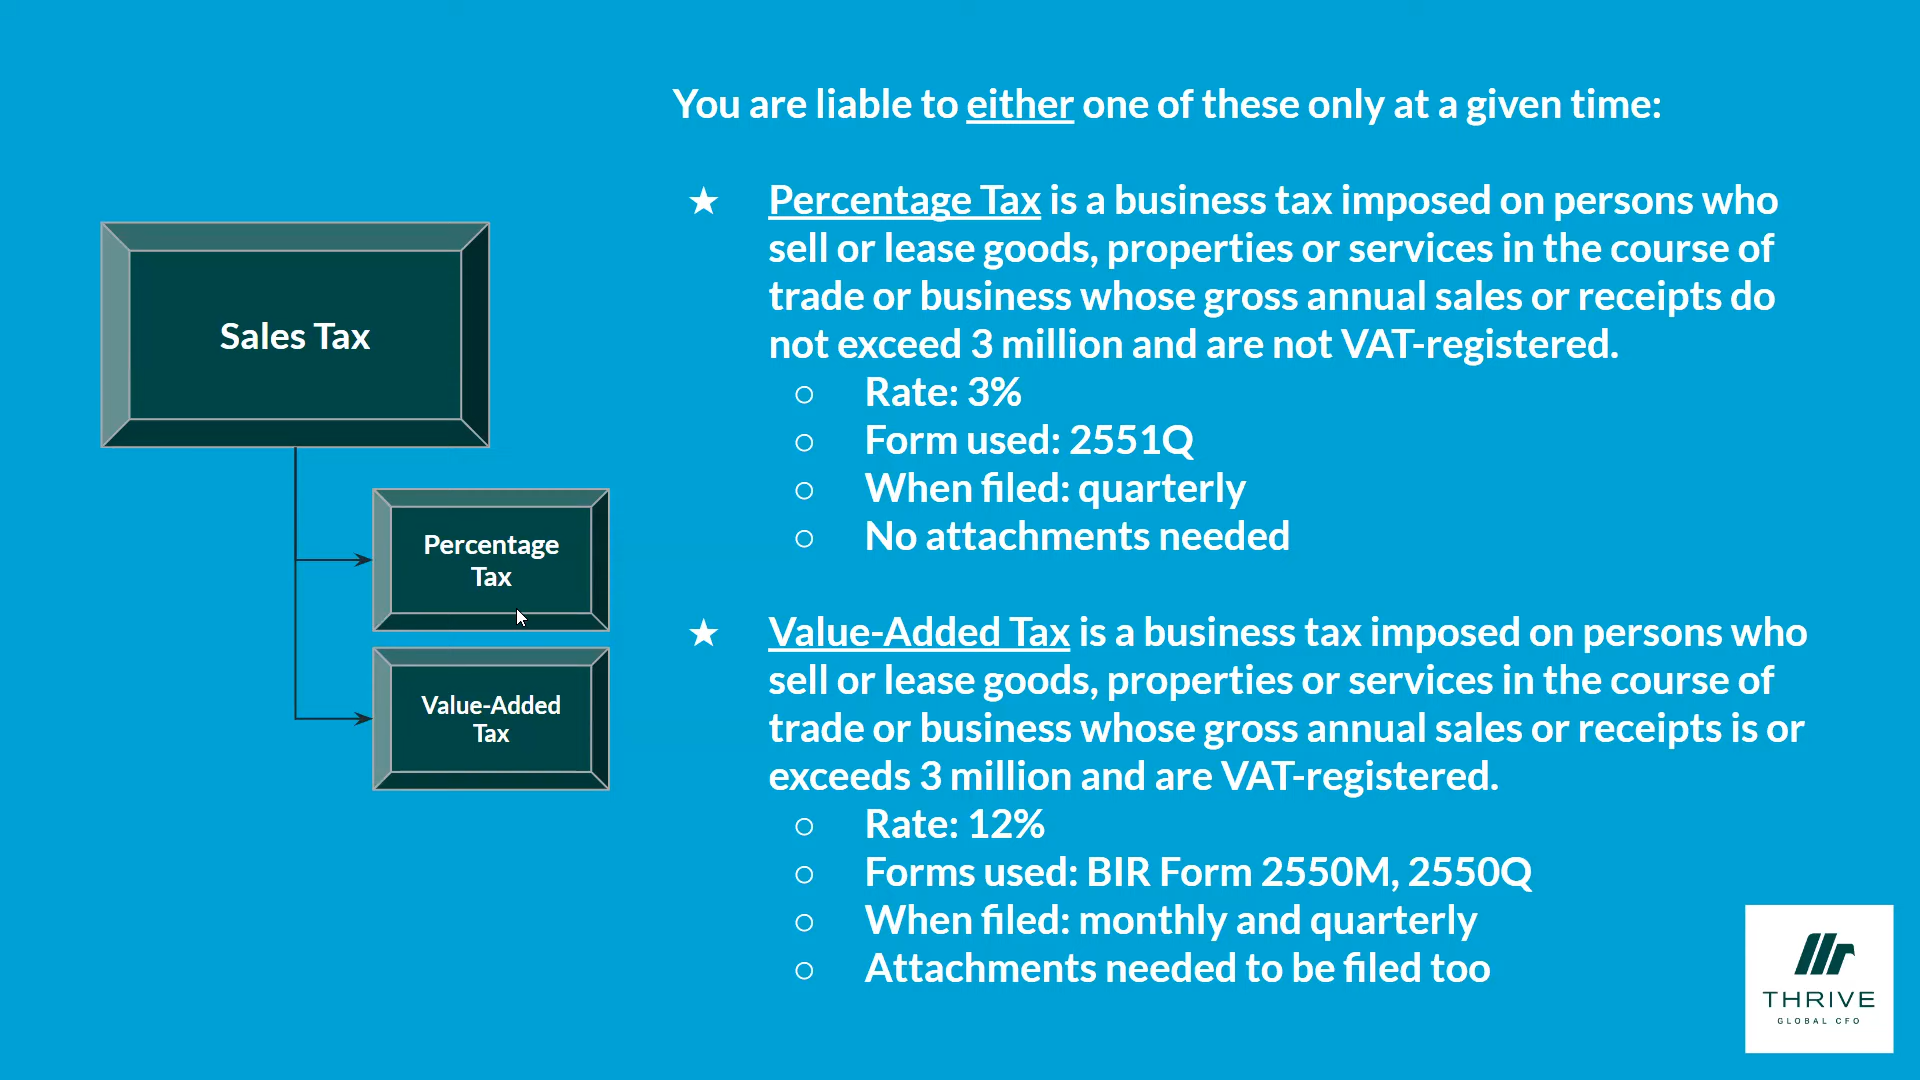 You are liable to either one of these only at a given time:
★ Percentage Tax is a business tax imposed on persons who
sell or lease goods, properties or services in the course of
trade or business whose gross annual sales or receipts do
not exceed 3 million and are not VAT-registered.
○ Rate: 3%
○ Form used: 2551Q
○ When filed: quarterly
○ No attachments needed
★ Value-Added Tax is a business tax imposed on persons who
sell or lease goods, properties or services in the course of
trade or business whose gross annual sales or receipts is or
exceeds 3 million and are VAT-registered.
○ Rate: 12%
○ Forms used: BIR Form 2550M, 2550Q
○ When filed: monthly and quarterly
○ Attachments needed to be filed too
Sales Tax
Percentage
Tax
Value-Added
Tax
THRIVE
GLOBAL CFO